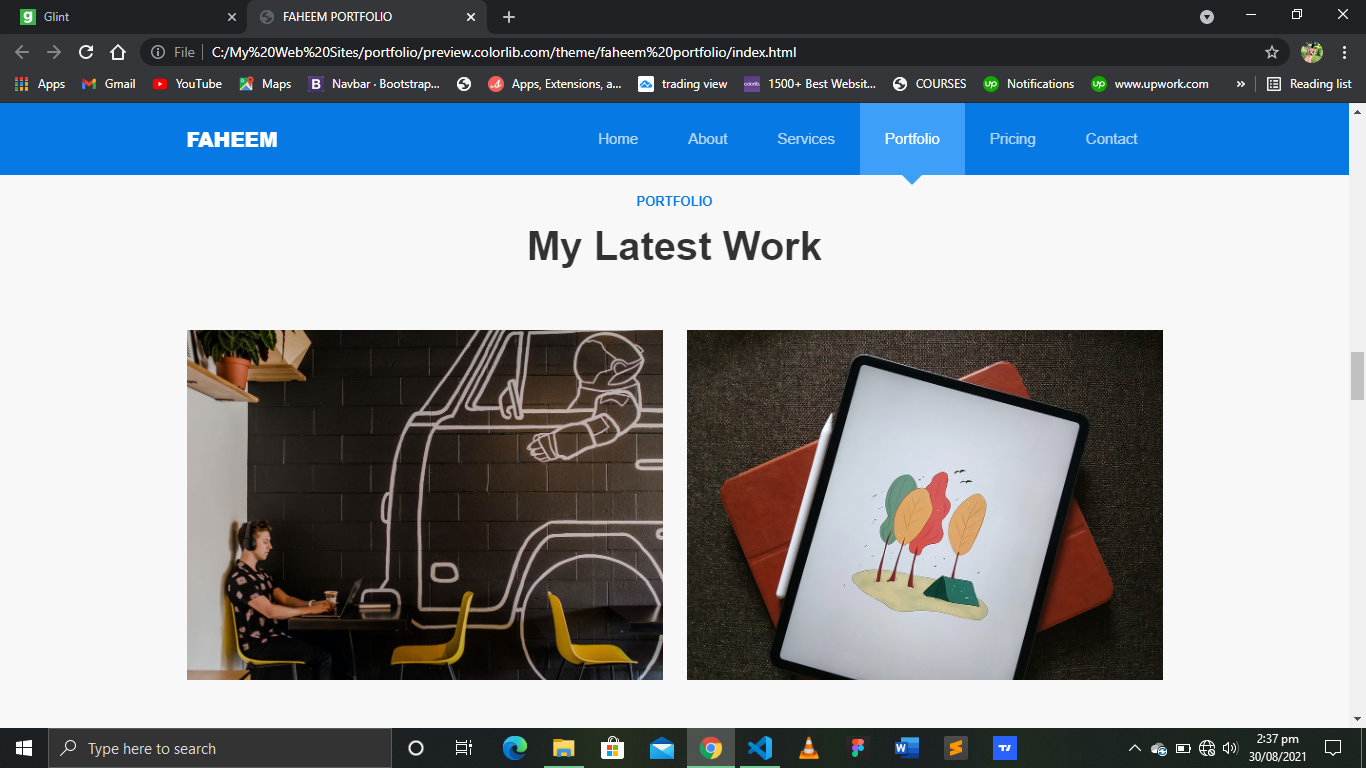 Glint
FAHEEM PORTFOLIO
File
C:/My%20Web%20Sites/portfolio/preview.colorlib.com/theme/faheem%20portfolio/index.html
Apps
Gmail
YouTube
Maps
Navbar · Bootstrap...
Apps, Extensions, a...
trading view
1500+ Best Websit...
COURSES
Notifications
www.upwork.com
»
Reading list
FAHEEM
Home
About
Services
Portfolio
Pricing
Contact
PORTFOLIO
My Latest Work
Type here to search
2:37 pm
30/08/2021